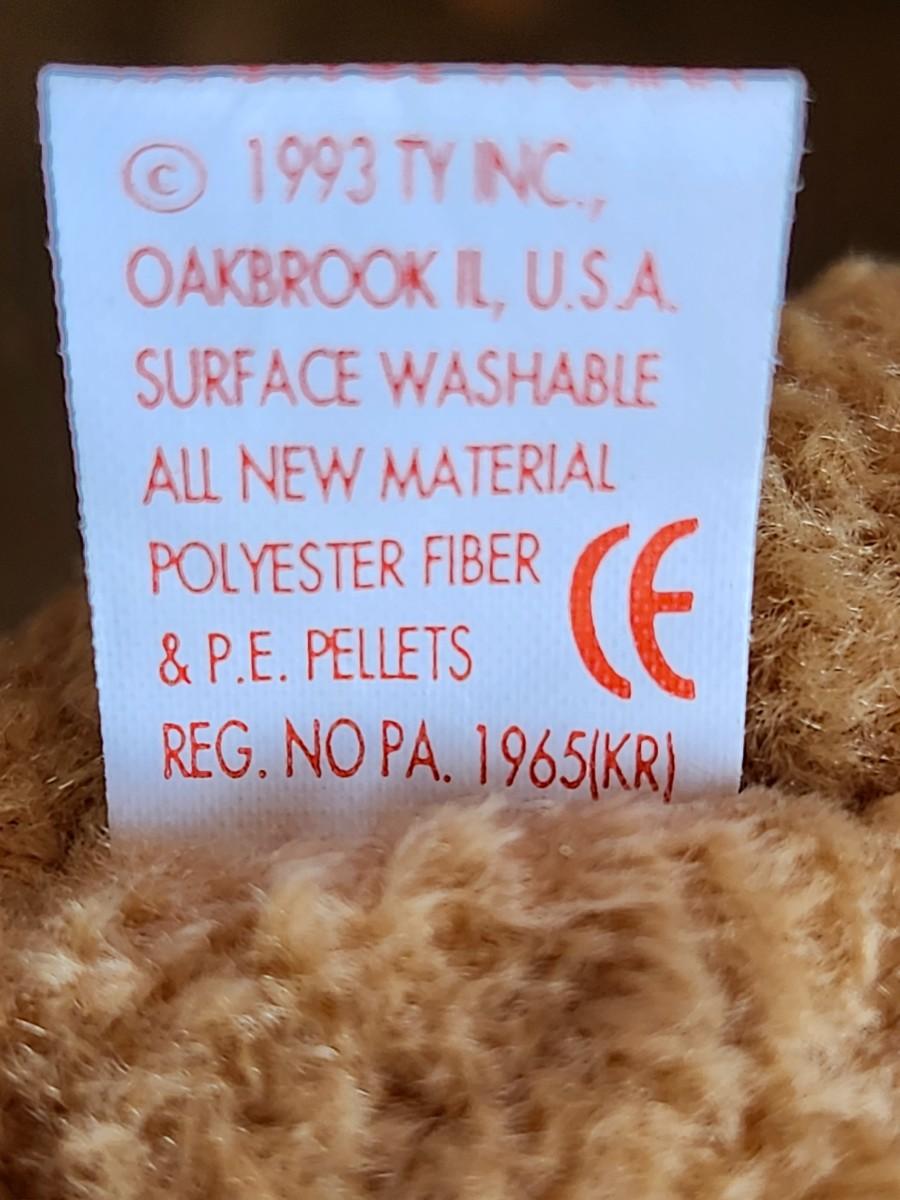 © 1993 TY INC.,
OAKBROOK IL, U.S.A.
SURFACE WASHABLE
ALL NEW MATERIAL
POLYESTER FIBER
& P.E. PELLETS
CE
REG. NO PA. 1965(KR)